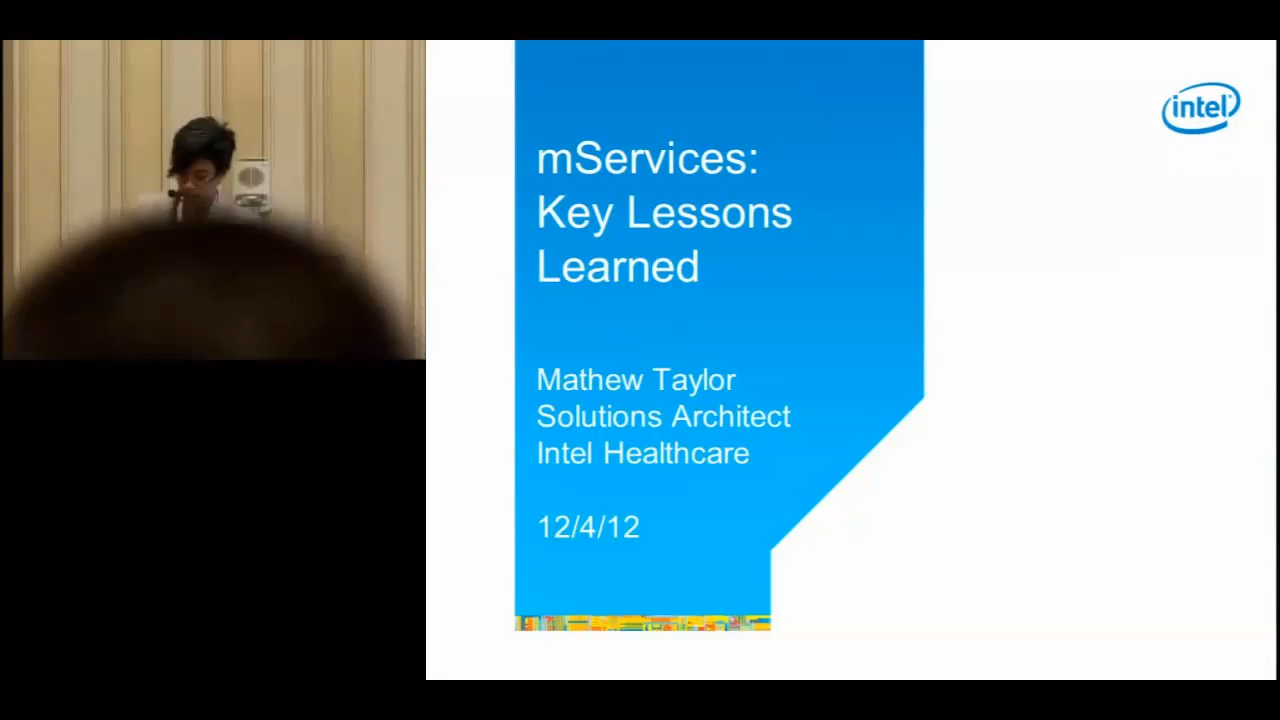 intel
mServices:
Key Lessons
Learned
Mathew Taylor
Solutions Architect
Intel Healthcare
12/4/12